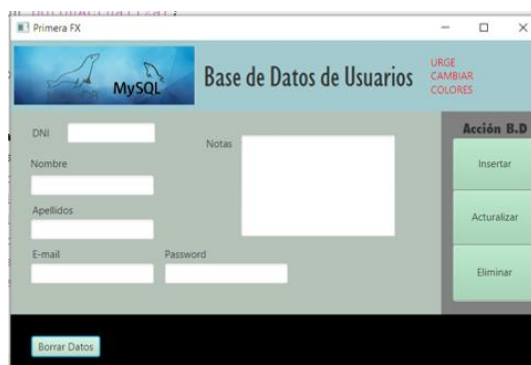 Primera FX
MySQL
Base de Datos de Usuarios
URGE
CAMBIAR
COLORES
DNI
Notas
Nombre
Apellidos
E-mail
Password
Acción B.D
Insertar
Acturalizar
Eliminar
Borrar Datos